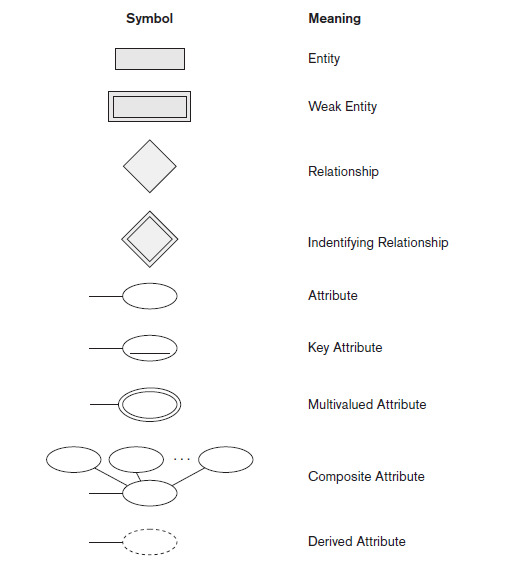 Symbol Meaning
Entity
Weak Entity
Relationship
Indentifying Relationship
Attribute
Key Attribute
Multivalued Attribute
. . .
Composite Attribute
Derived Attribute